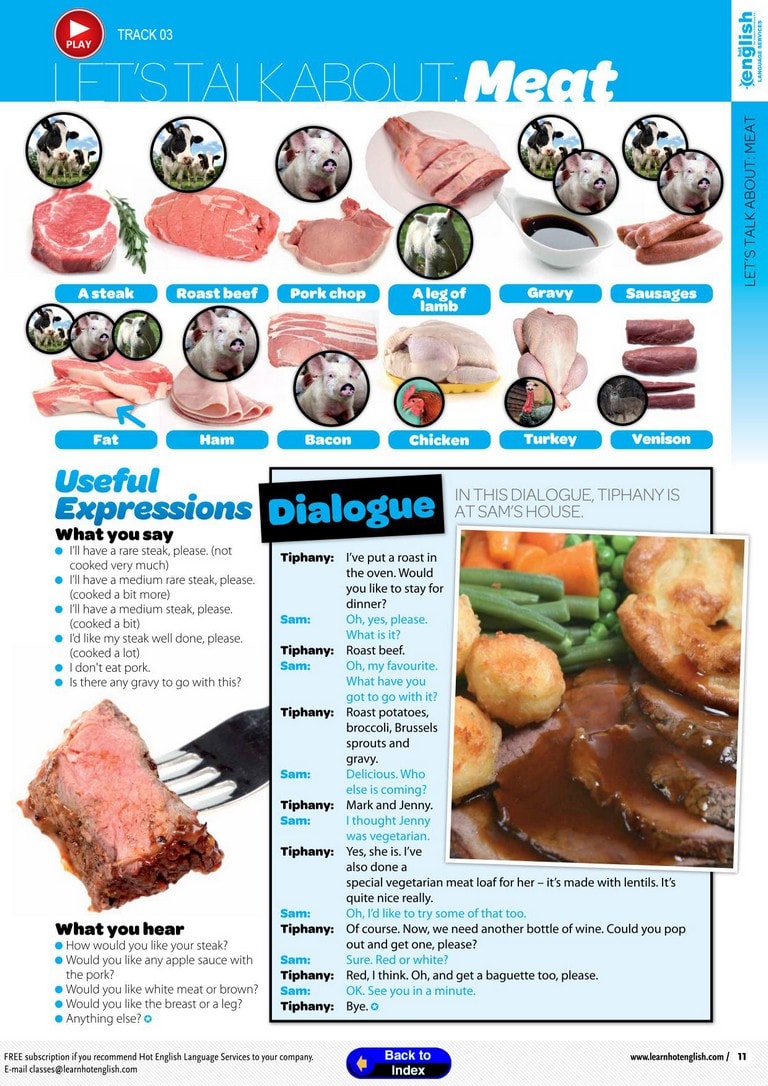 PLAY
TRACK 03
LET'S TALK ABOUT: Meat
hot
english
LANGUAGE SERVICES
LET'S TALK ABOUT: MEAT
A steak
Roast beef
Pork chop
A leg of
lamb
Gravy
Sausages
Fat
Ham
Bacon
Chicken
Turkey
Venison
Useful
Expressions
What you say
● I'll have a rare steak, please. (not
cooked very much)
● I'll have a medium rare steak, please.
(cooked a bit more)
● I'll have a medium steak, please.
(cooked a bit)
● I'd like my steak well done, please.
(cooked a lot)
● I don't eat pork.
● Is there any gravy to go with this?
What you hear
● How would you like your steak?
● Would you like any apple sauce with
the pork?
● Would you like white meat or brown?
● Would you like the breast or a leg?
● Anything else?
Dialogue
IN THIS DIALOGUE, TIPHANY IS
AT SAM'S HOUSE.
Tiphany: I've put a roast in
the oven. Would
you like to stay for
dinner?
Sam: Oh, yes, please.
What is it?
Tiphany: Roast beef.
Sam: Oh, my favourite.
What have you
got to go with it?
Tiphany: Roast potatoes,
broccoli, Brussels
sprouts and
gravy.
Sam: Delicious. Who
else is coming?
Tiphany: Mark and Jenny.
Sam: I thought Jenny
was vegetarian.
Tiphany: Yes, she is. I've
also done a
special vegetarian meat loaf for her – it's made with lentils. It's
quite nice really.
Sam: Oh, I'd like to try some of that too.
Tiphany: Of course. Now, we need another bottle of wine. Could you pop
out and get one, please?
Sam: Sure. Red or white?
Tiphany: Red, I think. Oh, and get a baguette too, please.
Sam: OK. See you in a minute.
Tiphany: Bye.
FREE subscription if you recommend Hot English Language Services to your company.
E-mail classes@learnhotenglish.com
Back to
Index
www.learnhotenglish.com / 11